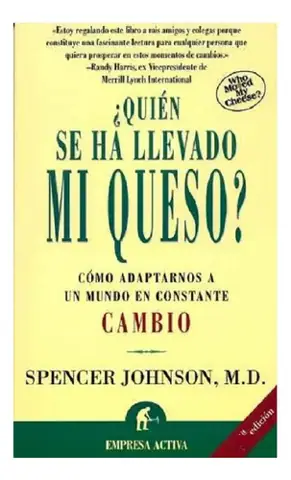 «Estoy regalando este libro a mis amigos y colegas porque
constituye una fascinante lectura para cualquier persona que
quiera prosperar en estos momentos de cambios.»
—Randy Harris, ex Vicepresidente de
Merrill Lynch International
Who
Moved
My
Cheese?
¿QUIÉN
SE HA LLEVADO
MI QUESO?
CÓMO ADAPTARNOS A
UN MUNDO EN CONSTANTE
CAMBIO
SPENCER JOHNSON, M.D.
edición
EMPRESA ACTIVA